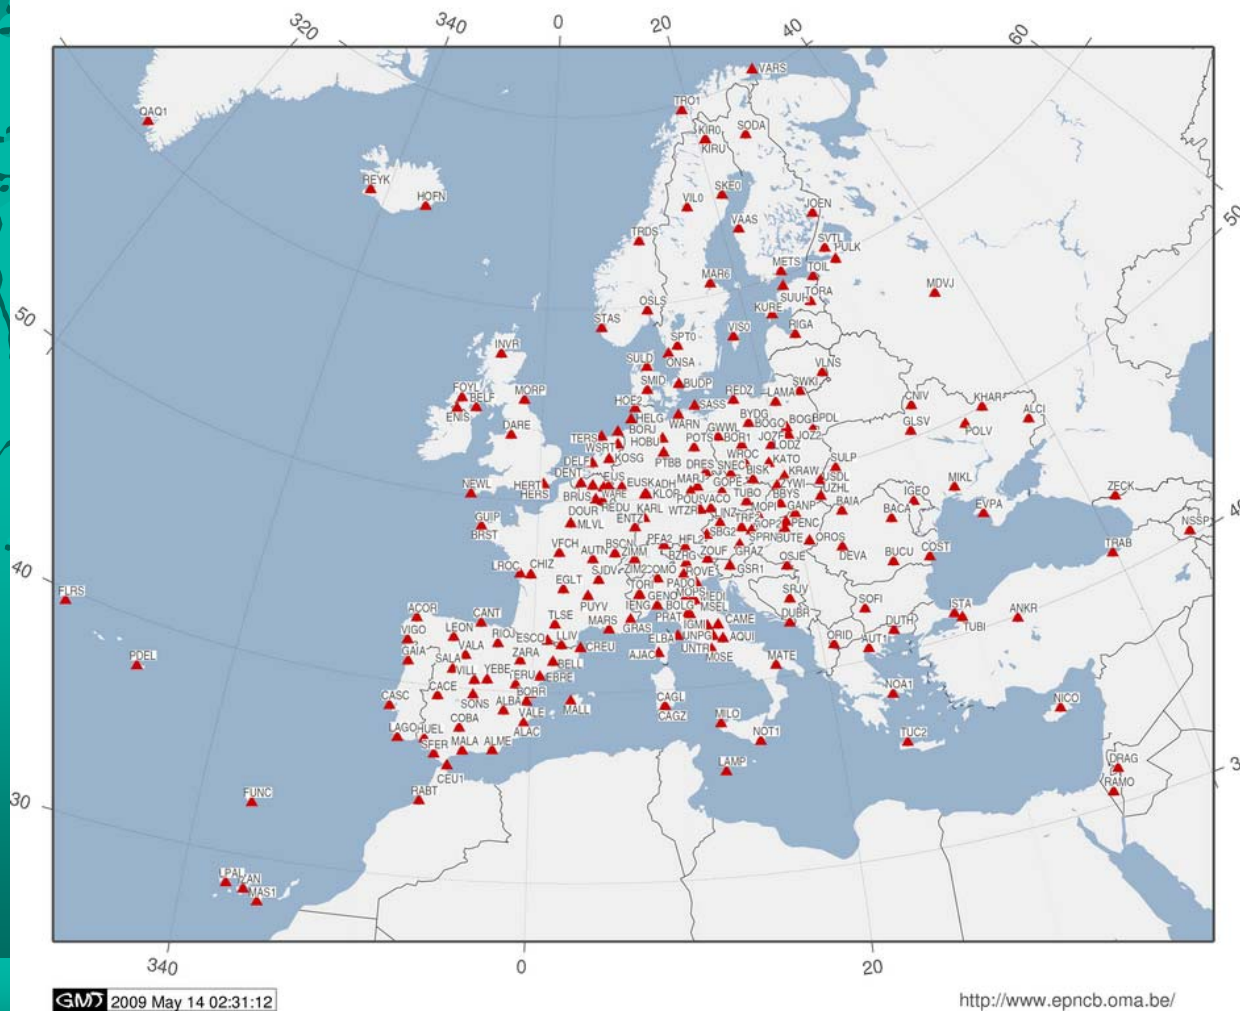 320
340
0
20
40
60
VARS
QAQ1
TRO1
KIR0
SODA
KIRU
REYK
HOFN
SKE0
VIL0
JOEN
VAAS
TRDS
SVTL
PULK
METS
TOIL
MAR6
MDVJ
SUUR
TORA
50
OSLS
KURE
STAS
VIS0
RIGA
50
INVR
SPT0
ONSA
SULD
VLNS
SMID
BUDP
SWKI
FOYL
MORP
REDZ
LAMA
BELF
HOE2
SASS
CNIV
KHAR
ENIS
HELG
WARN
BYDG
BOGI
BPDL
ALCI
DARE
TERS
BORJ
GWWL
BOGO
GLSV
POLV
WSRT
HOBU
POTS
BOR1
JOZ2
LODZ
DELF
KOSG
PTBB
WROC
KATO
SULP
DENT
DRES
SNEC
BISK
KRAW
USDL
MIKL
NEWL
HERT
HERS
EUSK
KLOP
GOPE
ZYWI
UZHL
ZECK
BRUS
WARE
REDU
VACO
TUBO
BBYS
BAIA
IGEO
EVPA
GUIP
DOUR
KARL
WTZR
LINZ
MOPI
GANP
BACA
NSSP
BRST
MLVL
ENTZ
PENC
VFCH
BSCN
PFA2
SBG2
SPRN
BUTE
OROS
COST
TRAB
AUTN
ZIMM
HFL2
ZOUF
GRAZ
OSJE
DEVA
BUCU
LROC
CHIZ
SJDV
ZIM2
COMO
BZRG
ROVE
GSR1
40
EGLT
TORI
PADO
SRJV
SOFI
FLRS
ACOR
CANT
PUYV
IENG
GENO
MOPS
MEDI
DUBR
ISTA
ANKR
TLSE
BOLG
MSEL
DUTH
TUBI
VIGO
LEON
RIOJ
MARS
GRAS
PRAT
IGMI
CAME
ORID
AUT1
GAIA
VALA
ESCO
LLIV
CREU
ELBA
UNPG
AQUI
PDEL
SALA
ZARA
BELL
AJAC
UNTR
M0SE
MATE
VILL
YEBE
TERU
EBRE
CASC
CACE
BORR
CAGL
NOA1
NICO
SONS
ALBA
VALE
MALL
CAGZ
LAGO
HUEL
COBA
ALAC
MILO
NOT1
TUC2
SFER
MALA
ALME
CEU1
LAMP
DRAG
FUNC
RABT
RAMO
30
LPAL
MAS1
340
0
20
GMT 2009 May 14 02:31:12
http://www.epncb.oma.be/